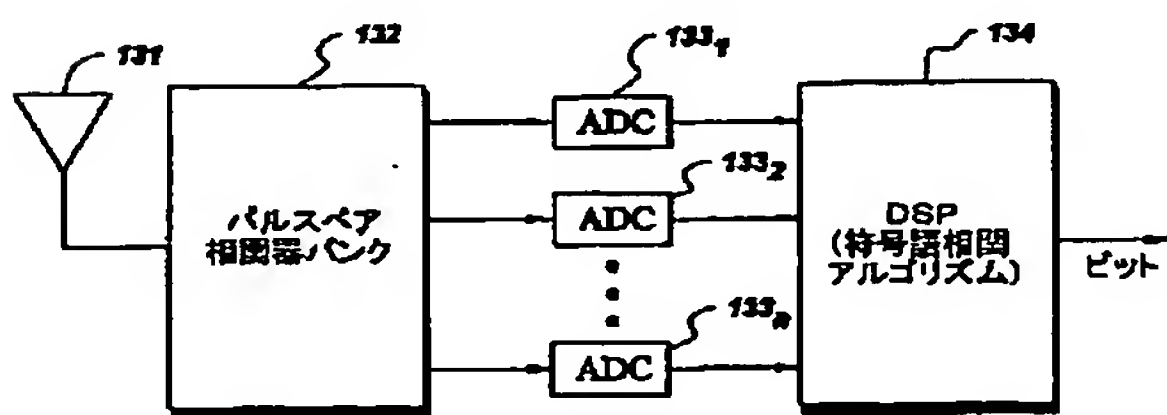 131
132
133₁
134
ADC
133₂
ADC
パルスペア
相関器バンク
DSP
(符号語相関
アルゴリズム)
ビット
133ₙ
ADC